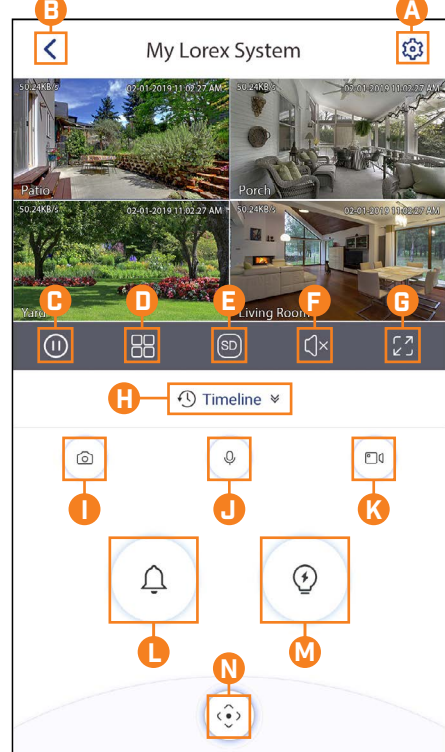 B
A
My Lorex System
50.24KB/s 02-01-2019 11:02:27 AM
50.24KB/s 02-01-2019 11:02:27 AM
Patio
Porch
50.24KB/s 02-01-2019 11:02:27 AM
50.24KB/s 02-01-2019 11:02:27 AM
Yard
Living Room
C
D
E
F
G
SD
H
Timeline
I
J
K
L
M
N